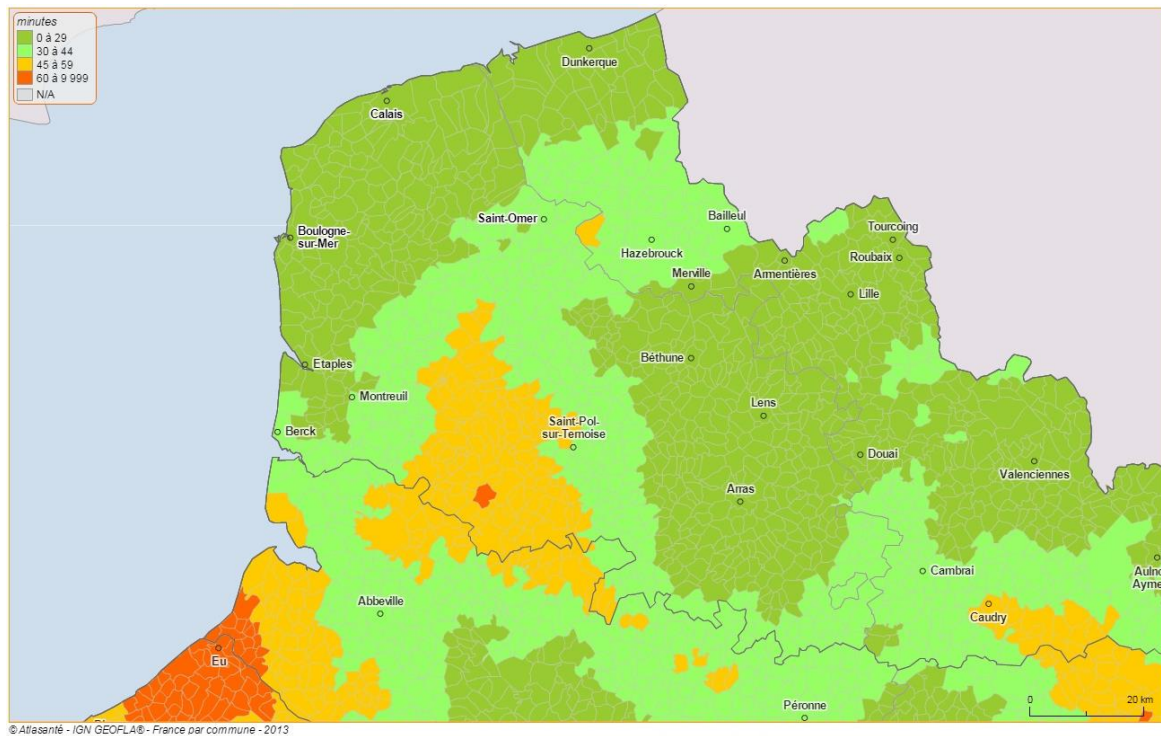 minutes
0 à 29
30 à 44
45 à 59
60 à 9 999
N/A
Dunkerque
Calais
Saint-Omer
Bailleul
Tourcoing
Boulogne
-sur-Mer
Hazebrouck
Roubaix
Merville
Armentières
Lille
Etaples
Béthune
Montreuil
Lens
Berck
Saint-Pol
-sur-Ternoise
Douai
Valenciennes
Arras
Cambrai
Aulno
Ayme
Abbeville
Caudry
Eu
Péronne
0
20 km
© Atlasanté - IGN GEOFLA® - France par commune - 2013